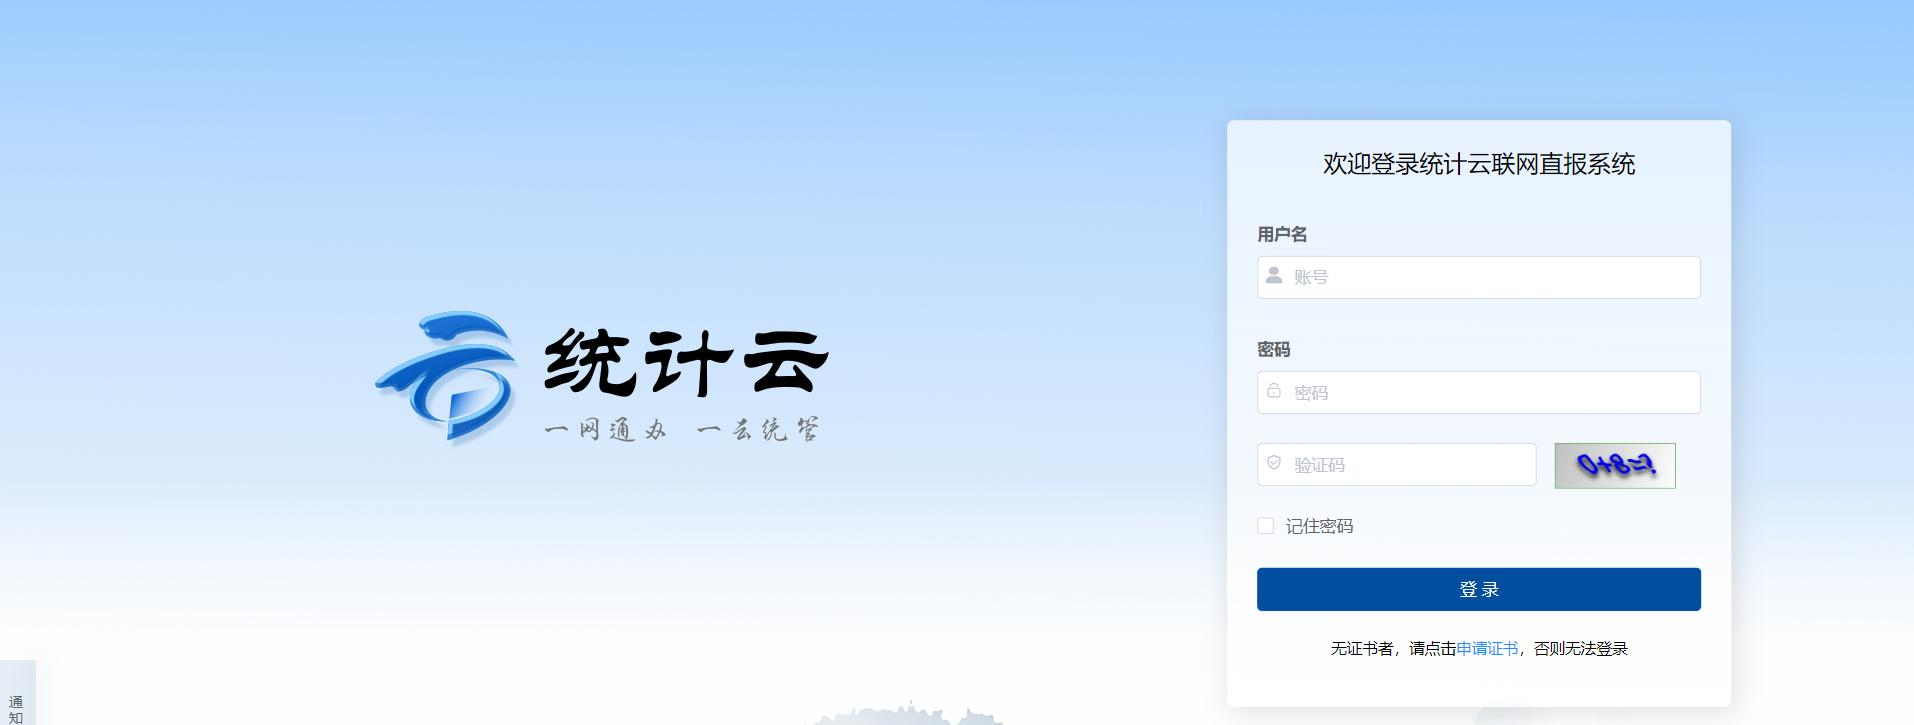 欢迎登录统计云联网直报系统
用户名
账号
密码
密码
验证码
0+8=?
记住密码
登录
无证书者，请点击申请证书，否则无法登录
统计云
一网通办 一云统管
通知